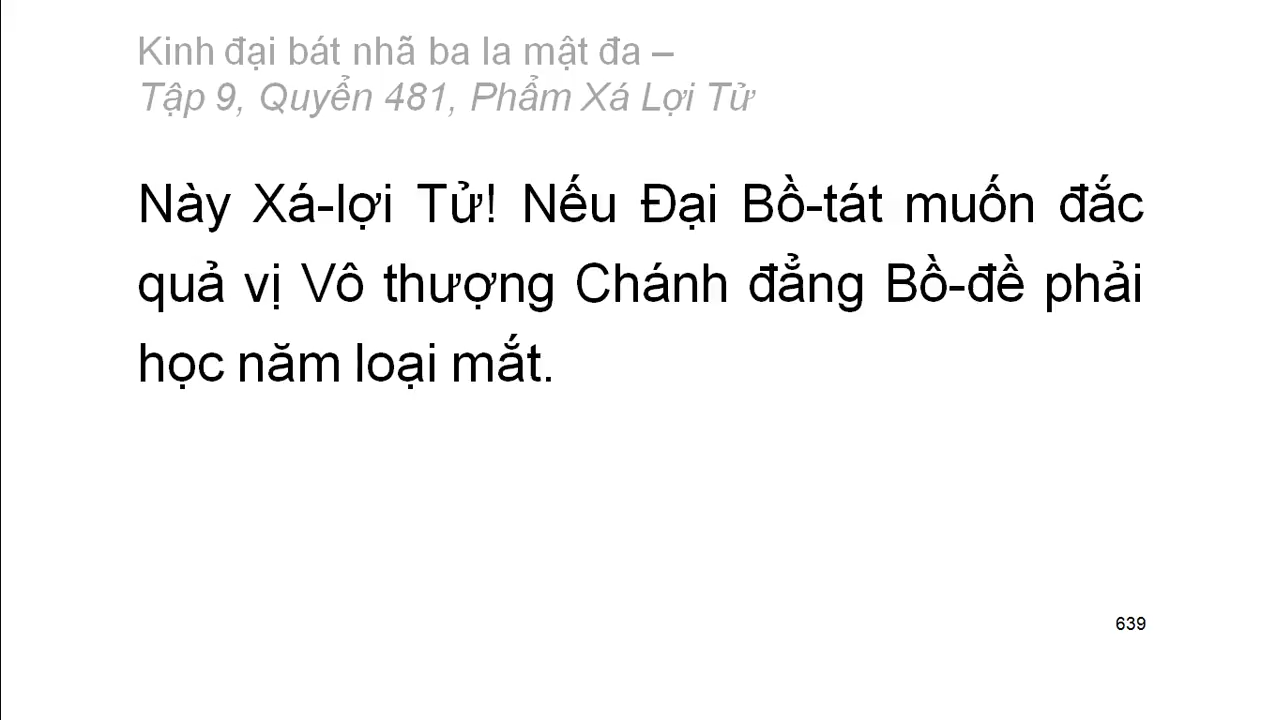 Kinh đại bát nhã ba la mật đa –
Tập 9, Quyển 481, Phẩm Xá Lợi Tử
Này Xá-lợi Tử! Nếu Đại Bồ-tát muốn đắc
quả vị Vô thượng Chánh đẳng Bồ-đề phải
học năm loại mắt.
639